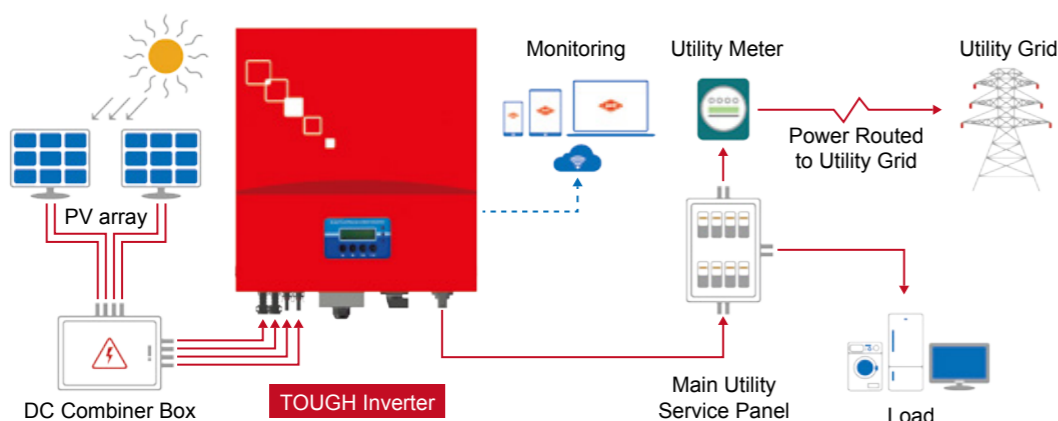 Monitoring
Utility Meter
Utility Grid
Power Routed
to Utility Grid
PV array
DC Combiner Box
TOUGH Inverter
Main Utility
Service Panel
Load